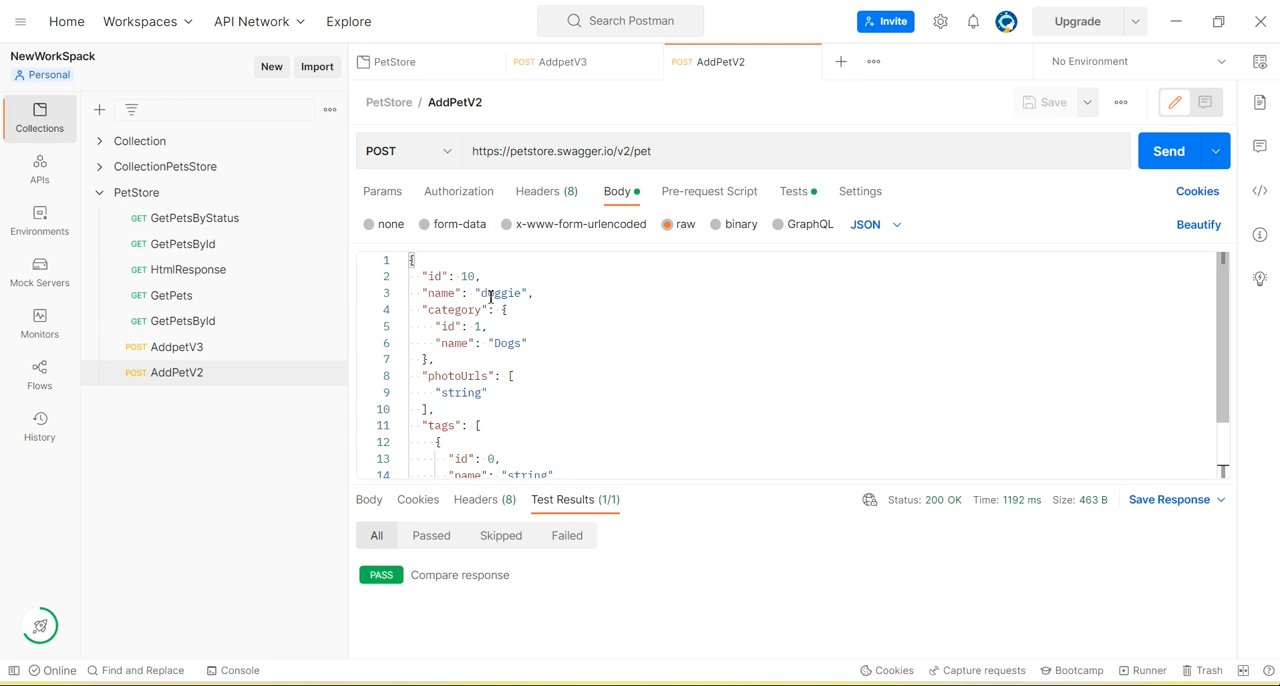 Home Workspaces API Network Explore Search Postman Invite Upgrade
NewWorkSpack
Personal
New Import
PetStore POST AddpetV3 POST AddPetV2 No Environment
Collections
APIs
Environments
Mock Servers
Monitors
Flows
History
Collection
CollectionPetsStore
PetStore
GET GetPetsByStatus
GET GetPetsById
GET HtmlResponse
GET GetPets
GET GetPetsById
POST AddpetV3
POST AddPetV2
PetStore / AddPetV2 Save
POST https://petstore.swagger.io/v2/pet Send
Params Authorization Headers (8) Body Pre-request Script Tests Settings Cookies
none form-data x-www-form-urlencoded raw binary GraphQL JSON Beautify
1 {
2 "id": 10,
3 "name": "doggie",
4 "category": {
5 "id": 1,
6 "name": "Dogs"
7 },
8 "photoUrls": [
9 "string"
10 ],
11 "tags": [
12 {
13 "id": 0,
14 "name": "string"
Body Cookies Headers (8) Test Results (1/1) Status: 200 OK Time: 1192 ms Size: 463 B Save Response
All Passed Skipped Failed
PASS Compare response
Online Find and Replace Console Cookies Capture requests Bootcamp Runner Trash